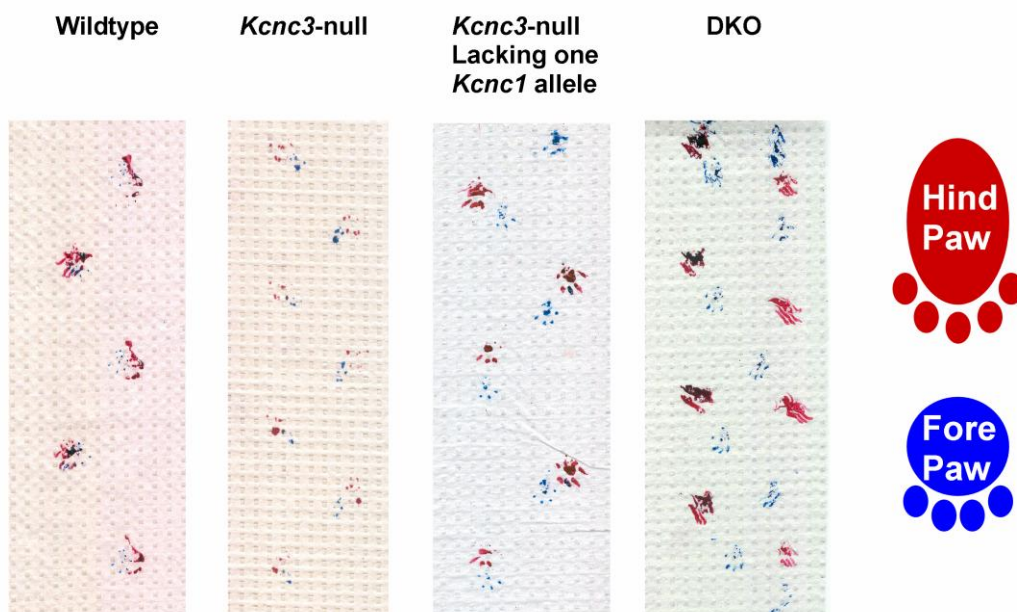 Wildtype
Kcnc3-null
Kcnc3-null
Lacking one
Kcnc1 allele
DKO
Hind
Paw
Fore
Paw